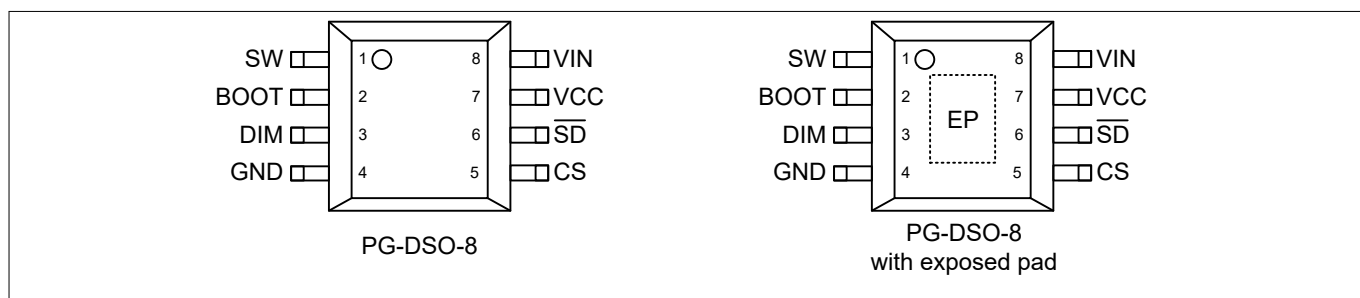 SW 1 8 VIN
BOOT 2 7 VCC
DIM 3 6 S̅D̅
GND 4 5 CS
PG-DSO-8
SW 1 8 VIN
BOOT 2 7 VCC
DIM 3 6 S̅D̅
GND 4 5 CS
EP
PG-DSO-8
with exposed pad